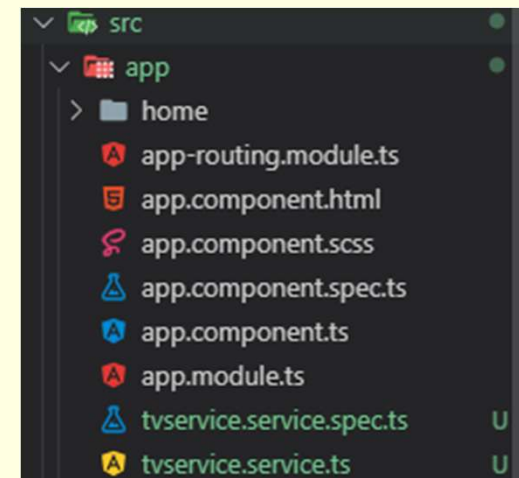 src
app
home
app-routing.module.ts
app.component.html
app.component.scss
app.component.spec.ts
app.component.ts
app.module.ts
tvservice.service.spec.ts U
tvservice.service.ts U